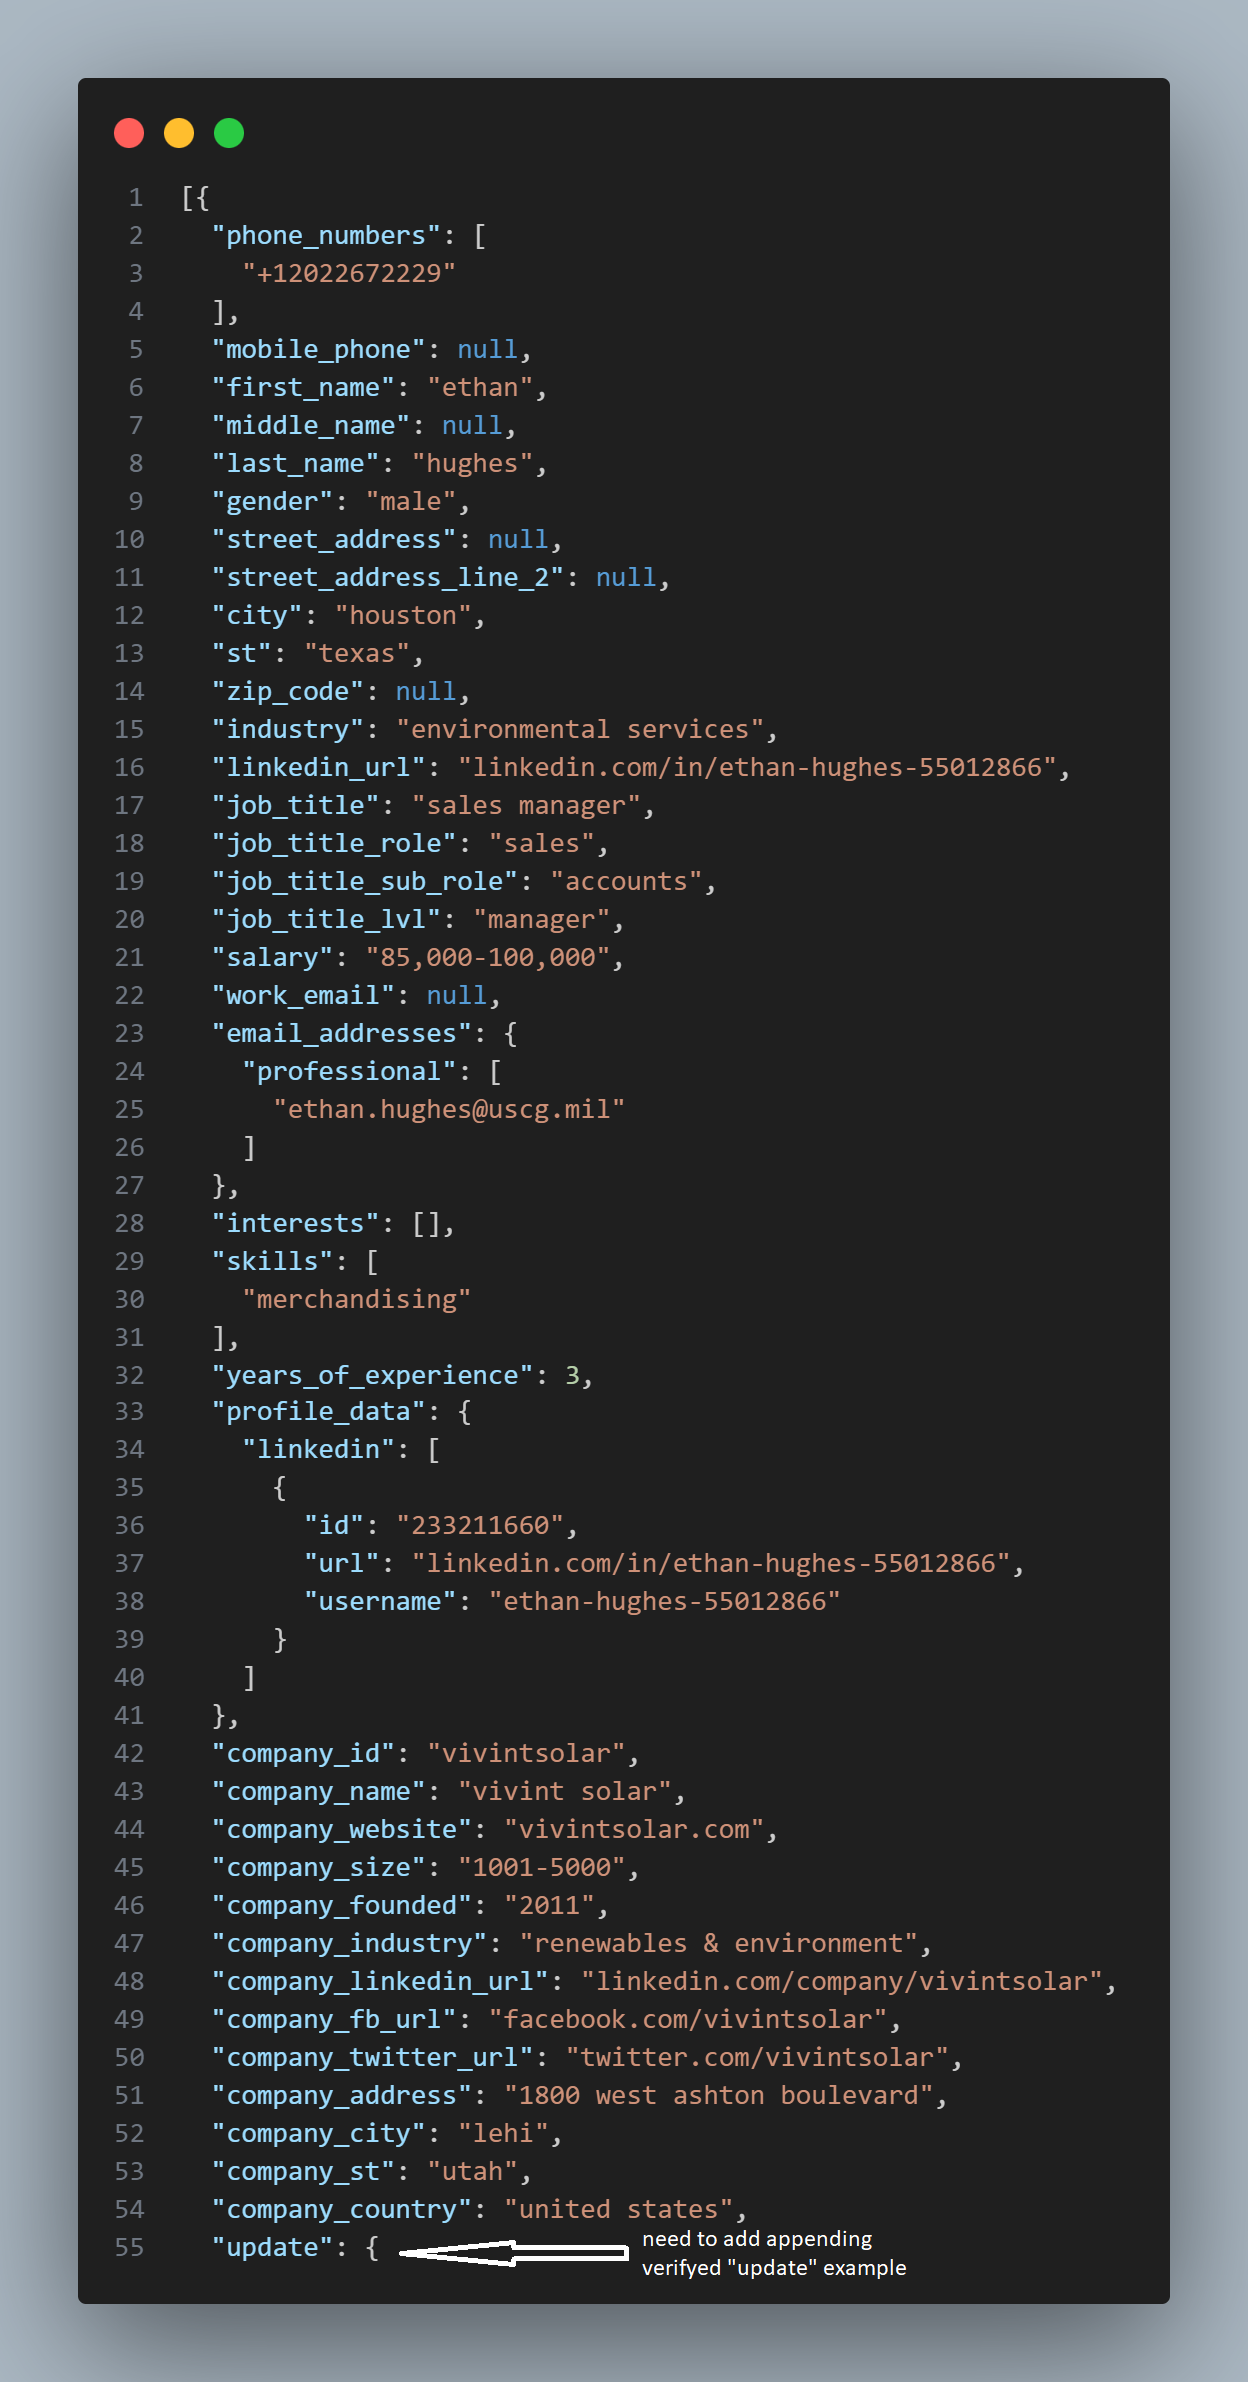 1 [{
2 "phone_numbers": [
3 "+12022672229"
4 ],
5 "mobile_phone": null,
6 "first_name": "ethan",
7 "middle_name": null,
8 "last_name": "hughes",
9 "gender": "male",
10 "street_address": null,
11 "street_address_line_2": null,
12 "city": "houston",
13 "st": "texas",
14 "zip_code": null,
15 "industry": "environmental services",
16 "linkedin_url": "linkedin.com/in/ethan-hughes-55012866",
17 "job_title": "sales manager",
18 "job_title_role": "sales",
19 "job_title_sub_role": "accounts",
20 "job_title_lvl": "manager",
21 "salary": "85,000-100,000",
22 "work_email": null,
23 "email_addresses": {
24 "professional": [
25 "ethan.hughes@uscg.mil"
26 ]
27 },
28 "interests": [],
29 "skills": [
30 "merchandising"
31 ],
32 "years_of_experience": 3,
33 "profile_data": {
34 "linkedin": [
35 {
36 "id": "233211660",
37 "url": "linkedin.com/in/ethan-hughes-55012866",
38 "username": "ethan-hughes-55012866"
39 }
40 ]
41 },
42 "company_id": "vivintsolar",
43 "company_name": "vivint solar",
44 "company_website": "vivintsolar.com",
45 "company_size": "1001-5000",
46 "company_founded": "2011",
47 "company_industry": "renewables & environment",
48 "company_linkedin_url": "linkedin.com/company/vivintsolar",
49 "company_fb_url": "facebook.com/vivintsolar",
50 "company_twitter_url": "twitter.com/vivintsolar",
51 "company_address": "1800 west ashton boulevard",
52 "company_city": "lehi",
53 "company_st": "utah",
54 "company_country": "united states",
55 "update": {
need to add appending
verifyed "update" example